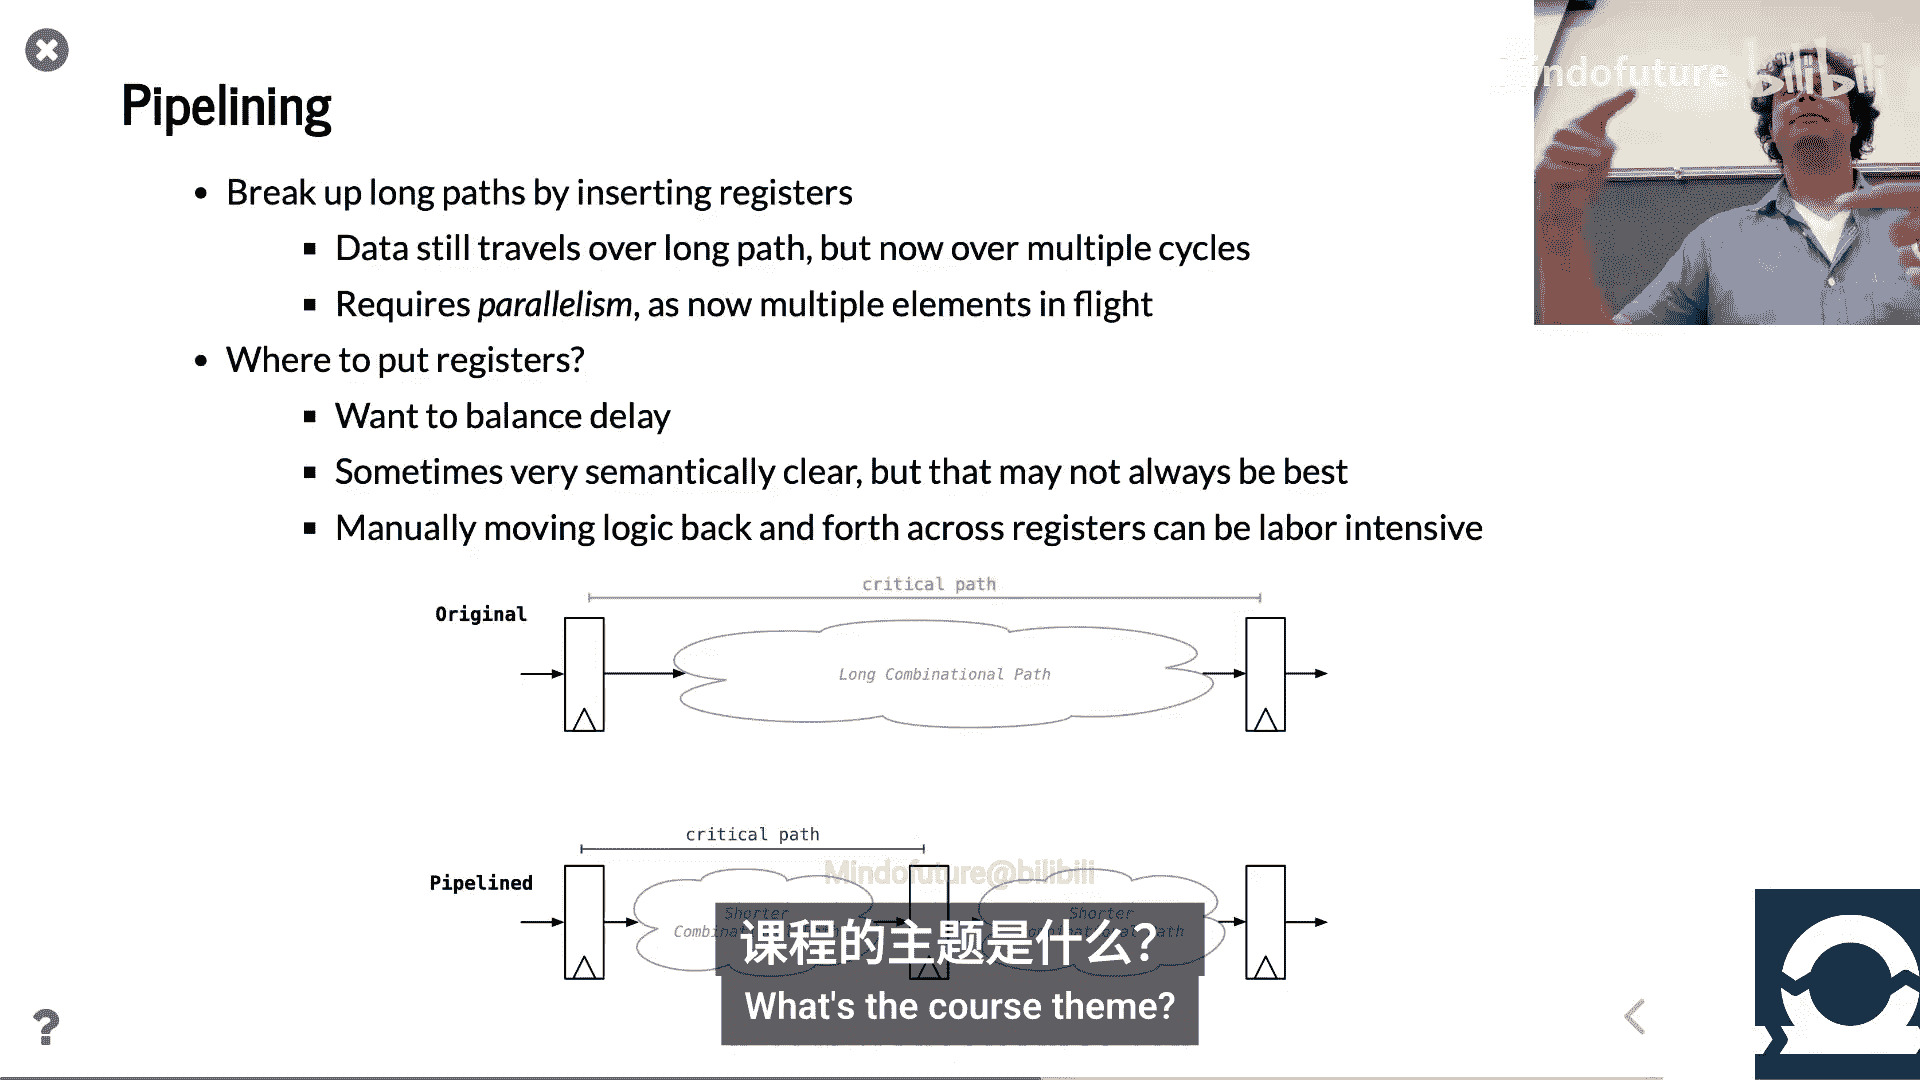 indofuture bilibili
Pipelining
Break up long paths by inserting registers
Data still travels over long path, but now over multiple cycles
Requires parallelism, as now multiple elements in flight
Where to put registers?
Want to balance delay
Sometimes very semantically clear, but that may not always be best
Manually moving logic back and forth across registers can be labor intensive
critical path
Original
Long Combinational Path
critical path
Mindofuture@bilibili
Pipelined
Shorter
Shorter
课程的主题是什么?
What's the course theme?
?